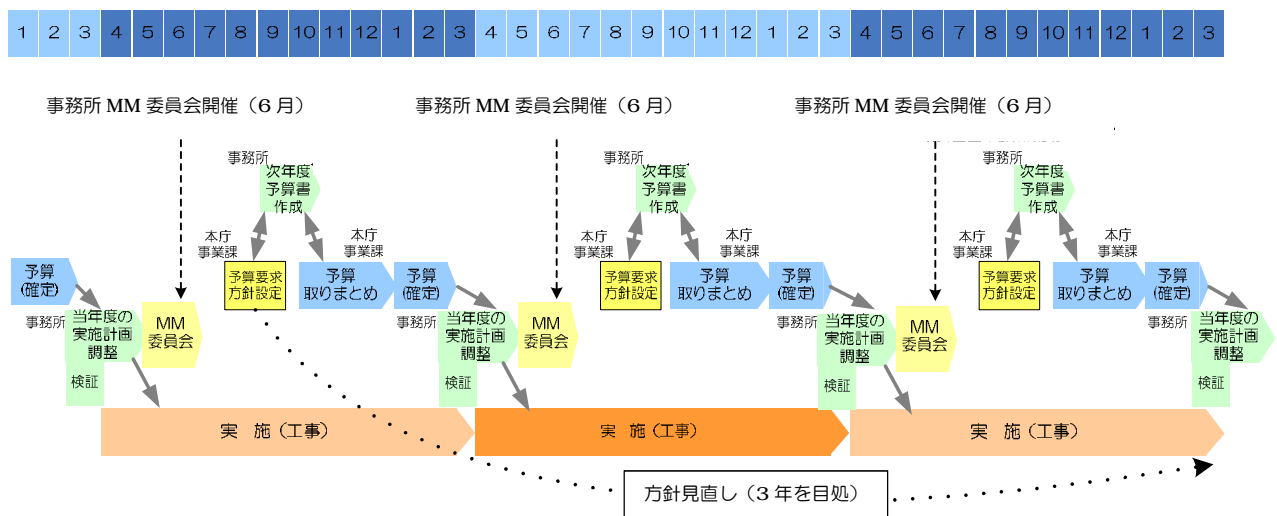 1 2 3 4 5 6 7 8 9 10 11 12 1 2 3 4 5 6 7 8 9 10 11 12 1 2 3 4 5 6 7 8 9 10 11 12 1 2 3
事務所 MM 委員会開催（6 月）
事務所 MM 委員会開催（6 月）
事務所 MM 委員会開催（6 月）
事務所
次年度
予算書
作成
事務所
次年度
予算書
作成
事務所
次年度
予算書
作成
本庁
事業課
本庁
事業課
本庁
事業課
本庁
事業課
本庁
事業課
本庁
事業課
予算
(確定)
予算要求
方針設定
予算
取りまとめ
予算
(確定)
予算要求
方針設定
予算
取りまとめ
予算
(確定)
予算要求
方針設定
予算
取りまとめ
予算
(確定)
事務所
当年度の
実施計画
調整
MM
委員会
事務所
当年度の
実施計画
調整
MM
委員会
事務所
当年度の
実施計画
調整
MM
委員会
事務所
当年度の
実施計画
調整
検証
検証
検証
検証
実　施（工事）
実　施（工事）
実　施（工事）
方針見直し（3 年を目処）